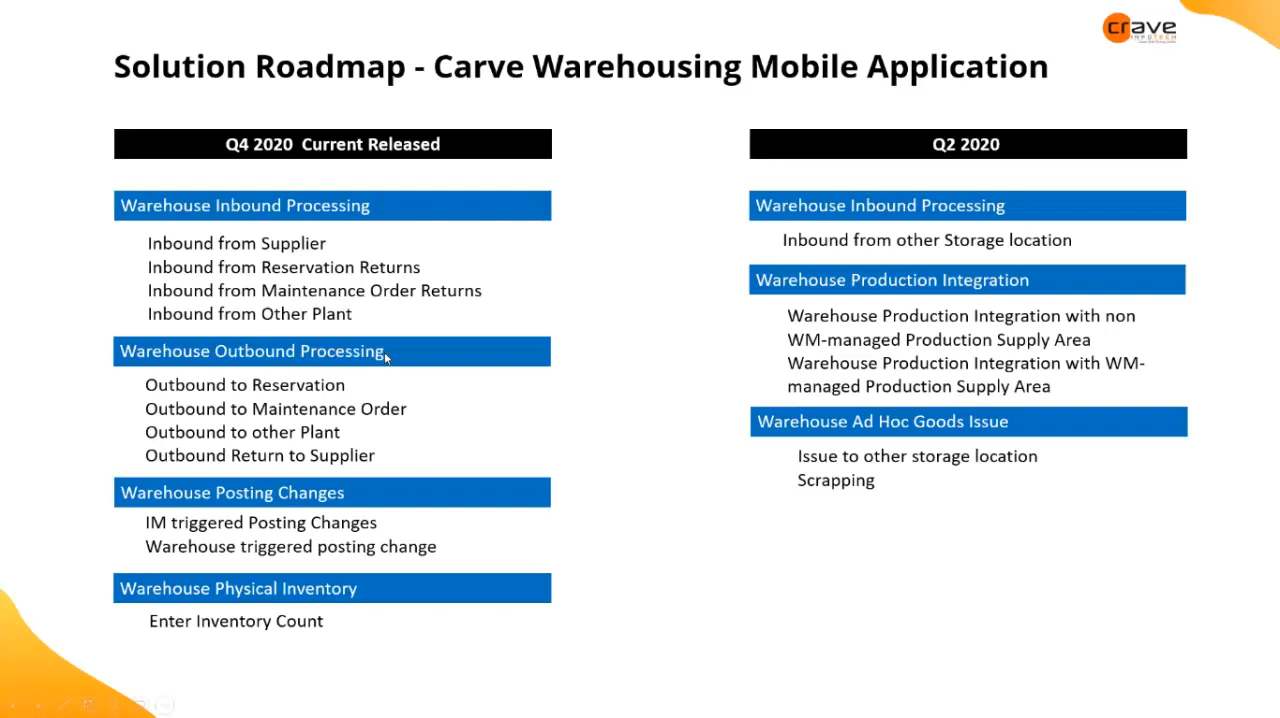 crave
INFOTECH
Solution Roadmap - Carve Warehousing Mobile Application
Q4 2020 Current Released
Warehouse Inbound Processing
Inbound from Supplier
Inbound from Reservation Returns
Inbound from Maintenance Order Returns
Inbound from Other Plant
Warehouse Outbound Processing
Outbound to Reservation
Outbound to Maintenance Order
Outbound to other Plant
Outbound Return to Supplier
Warehouse Posting Changes
IM triggered Posting Changes
Warehouse triggered posting change
Warehouse Physical Inventory
Enter Inventory Count
Q2 2020
Warehouse Inbound Processing
Inbound from other Storage location
Warehouse Production Integration
Warehouse Production Integration with non
WM-managed Production Supply Area
Warehouse Production Integration with WM-
managed Production Supply Area
Warehouse Ad Hoc Goods Issue
Issue to other storage location
Scrapping